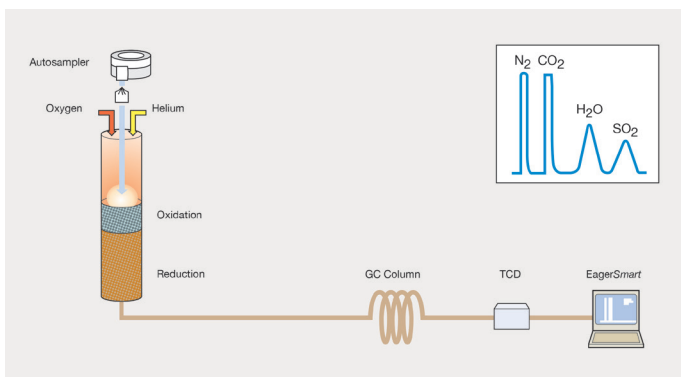 Autosampler
Oxygen
Helium
Oxidation
Reduction
GC Column
TCD
EagerSmart
N2 CO2
H2O
SO2